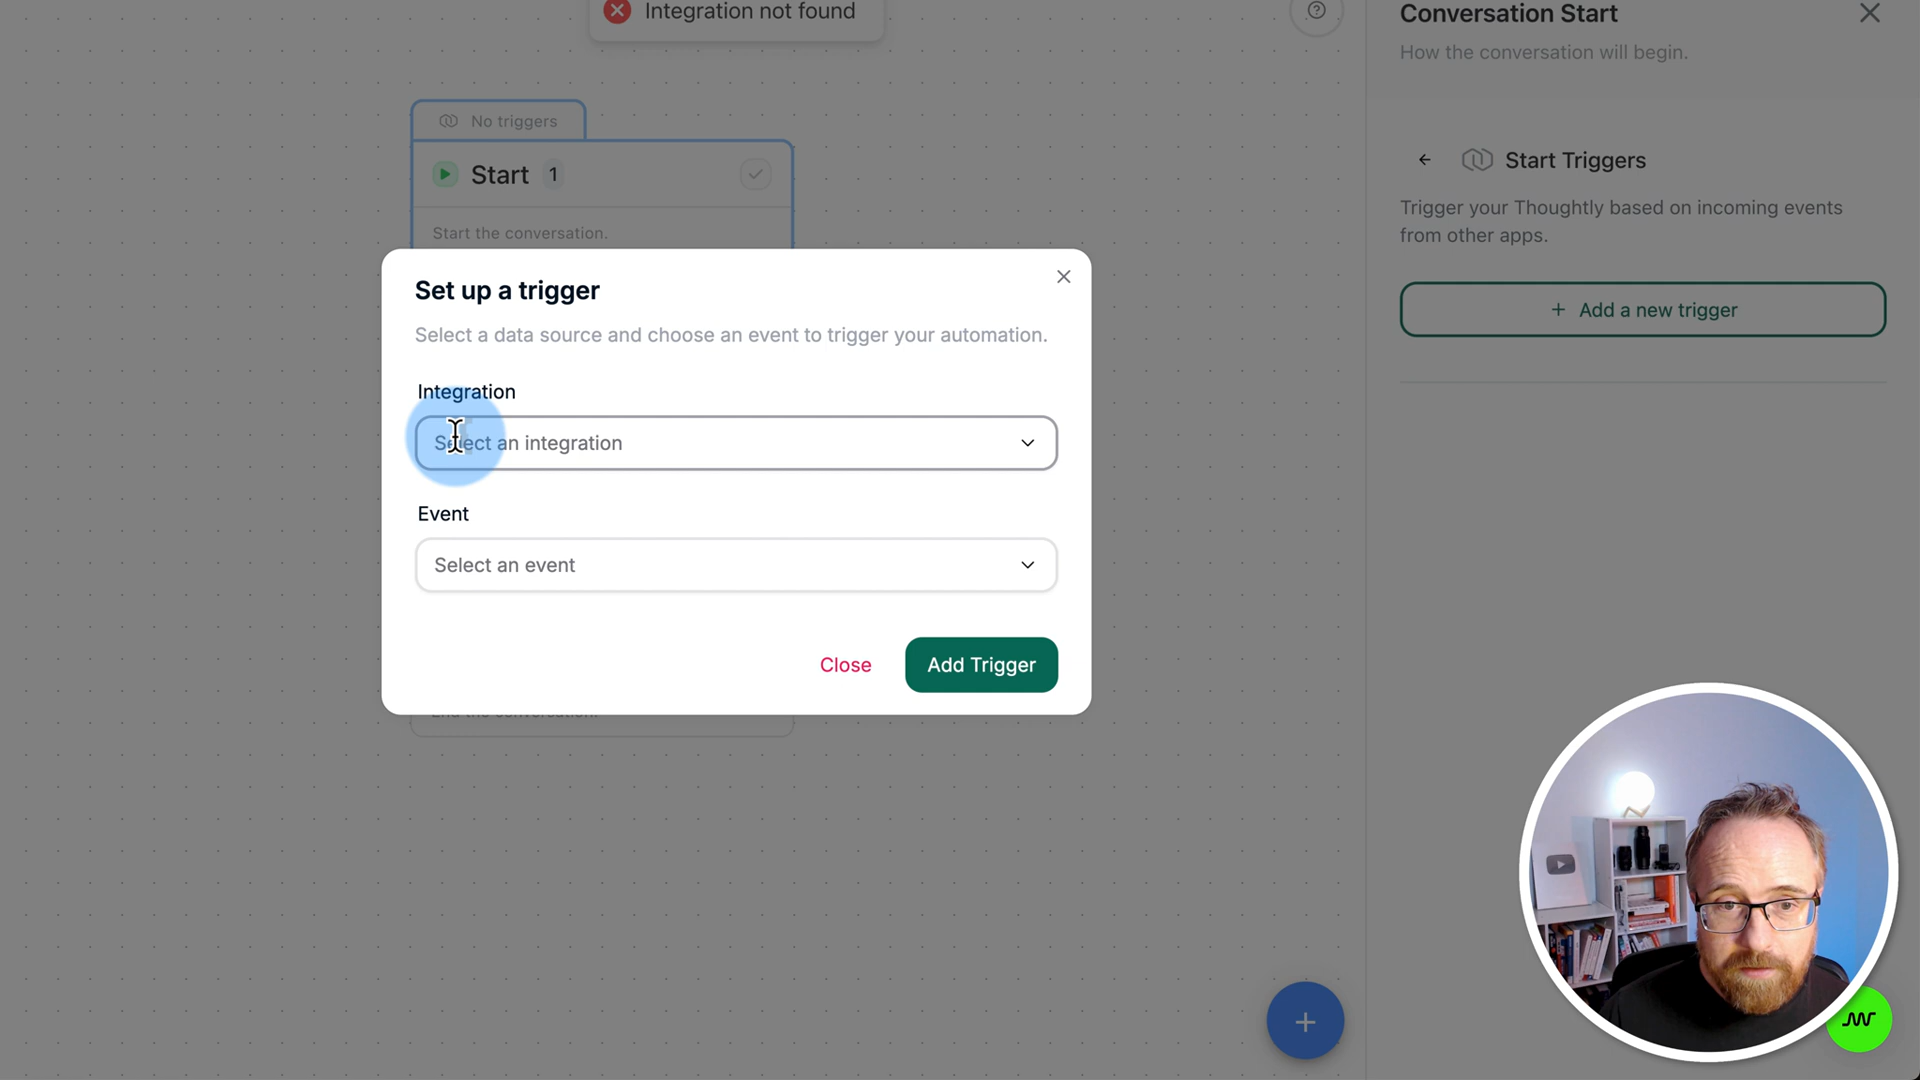 Integration not found
Conversation Start
How the conversation will begin.
No triggers
Start 1
Start the conversation.
Start Triggers
Trigger your Thoughtly based on incoming events
from other apps.
+ Add a new trigger
Set up a trigger
Select a data source and choose an event to trigger your automation.
Integration
Select an integration
Event
Select an event
Close
Add Trigger
End the conversation.